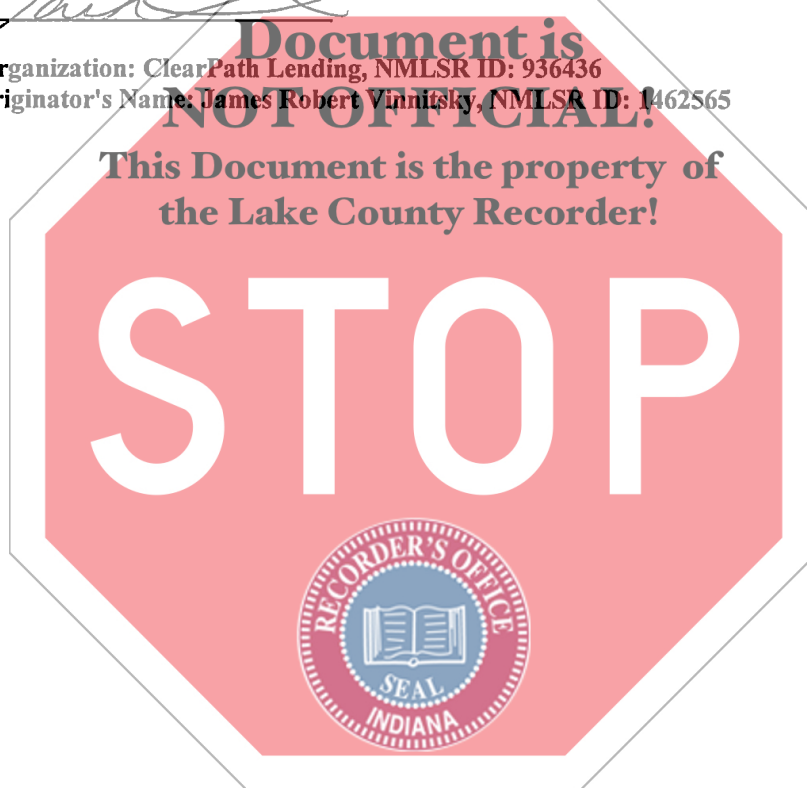 Document is
rganization: ClearPath Lending, NMLSR ID: 936436
riginator's Name: James Robert Vinnitsky, NMLSR ID: 1462565
NOT OFFICIAL!
This Document is the property of
the Lake County Recorder!
STOP
RECORDER'S OFFICE
SEAL
INDIANA